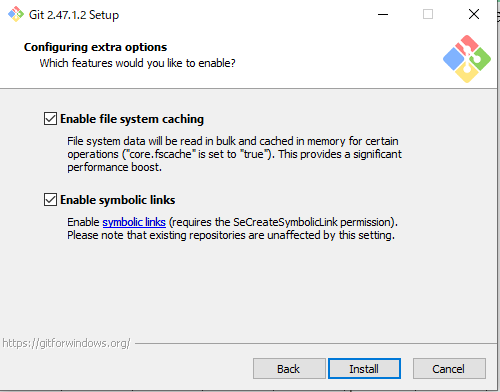 Git 2.47.1.2 Setup
Configuring extra options
Which features would you like to enable?
Enable file system caching
File system data will be read in bulk and cached in memory for certain
operations ("core.fscache" is set to "true"). This provides a significant
performance boost.
Enable symbolic links
Enable symbolic links (requires the SeCreateSymbolicLink permission).
Please note that existing repositories are unaffected by this setting.
https://gitforwindows.org/
Back
Install
Cancel